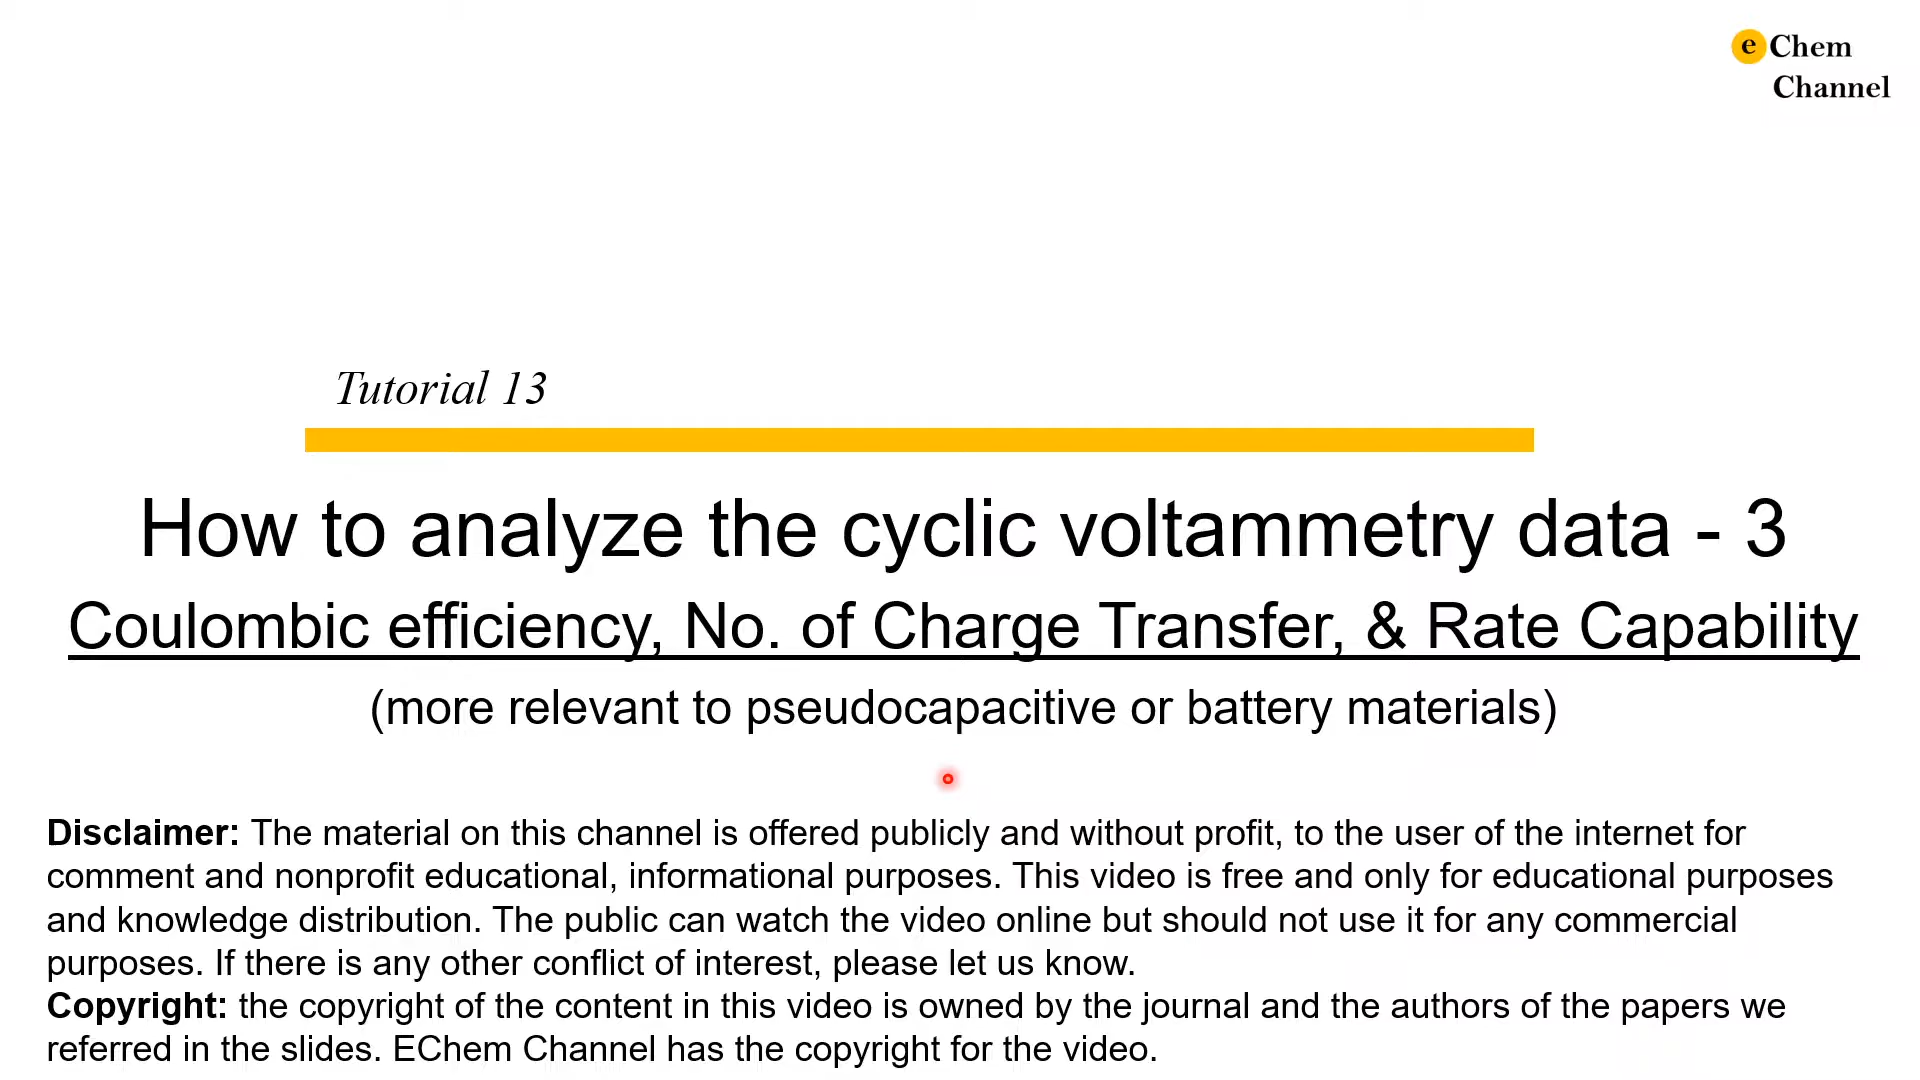 e Chem
Channel
Tutorial 13
How to analyze the cyclic voltammetry data - 3
Coulombic efficiency, No. of Charge Transfer, & Rate Capability
(more relevant to pseudocapacitive or battery materials)
Disclaimer: The material on this channel is offered publicly and without profit, to the user of the internet for
comment and nonprofit educational, informational purposes. This video is free and only for educational purposes
and knowledge distribution. The public can watch the video online but should not use it for any commercial
purposes. If there is any other conflict of interest, please let us know.
Copyright: the copyright of the content in this video is owned by the journal and the authors of the papers we
referred in the slides. EChem Channel has the copyright for the video.